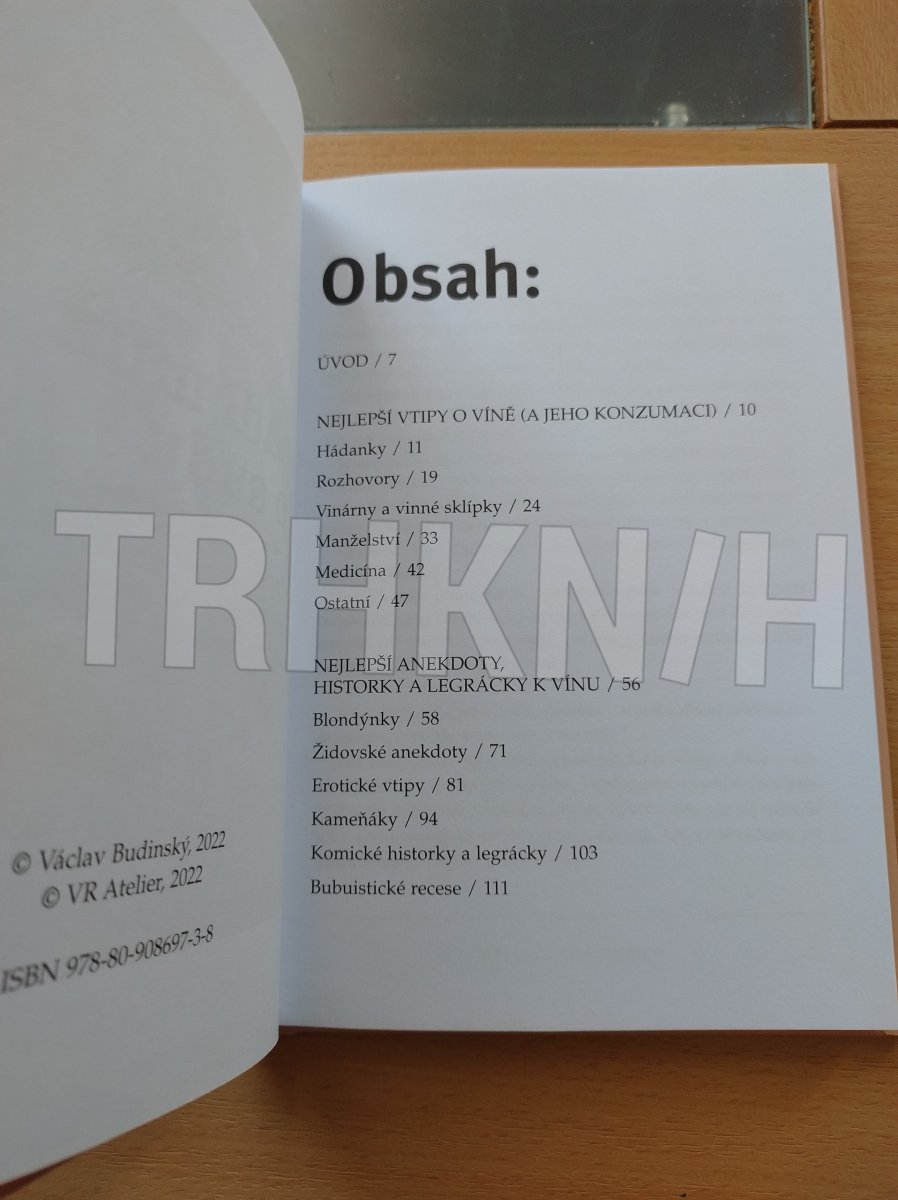 © Václav Budinský, 2022
© VR Atelier, 2022
ISBN 978-80-908697-3-8
Obsah:
ÚVOD / 7
NEJLEPŠÍ VTIPY O VÍNĚ (A JEHO KONZUMACI) / 10
Hádanky / 11
Rozhovory / 19
Vinárny a vinné sklípky / 24
Manželství / 33
Medicína / 42
Ostatní / 47
NEJLEPŠÍ ANEKDOTY,
HISTORKY A LEGRÁCKY K VÍNU / 56
Blondýnky / 58
Židovské anekdoty / 71
Erotické vtipy / 81
Kameňáky / 94
Komické historky a legrácky / 103
Bubuistické recese / 111
TRHKN/H